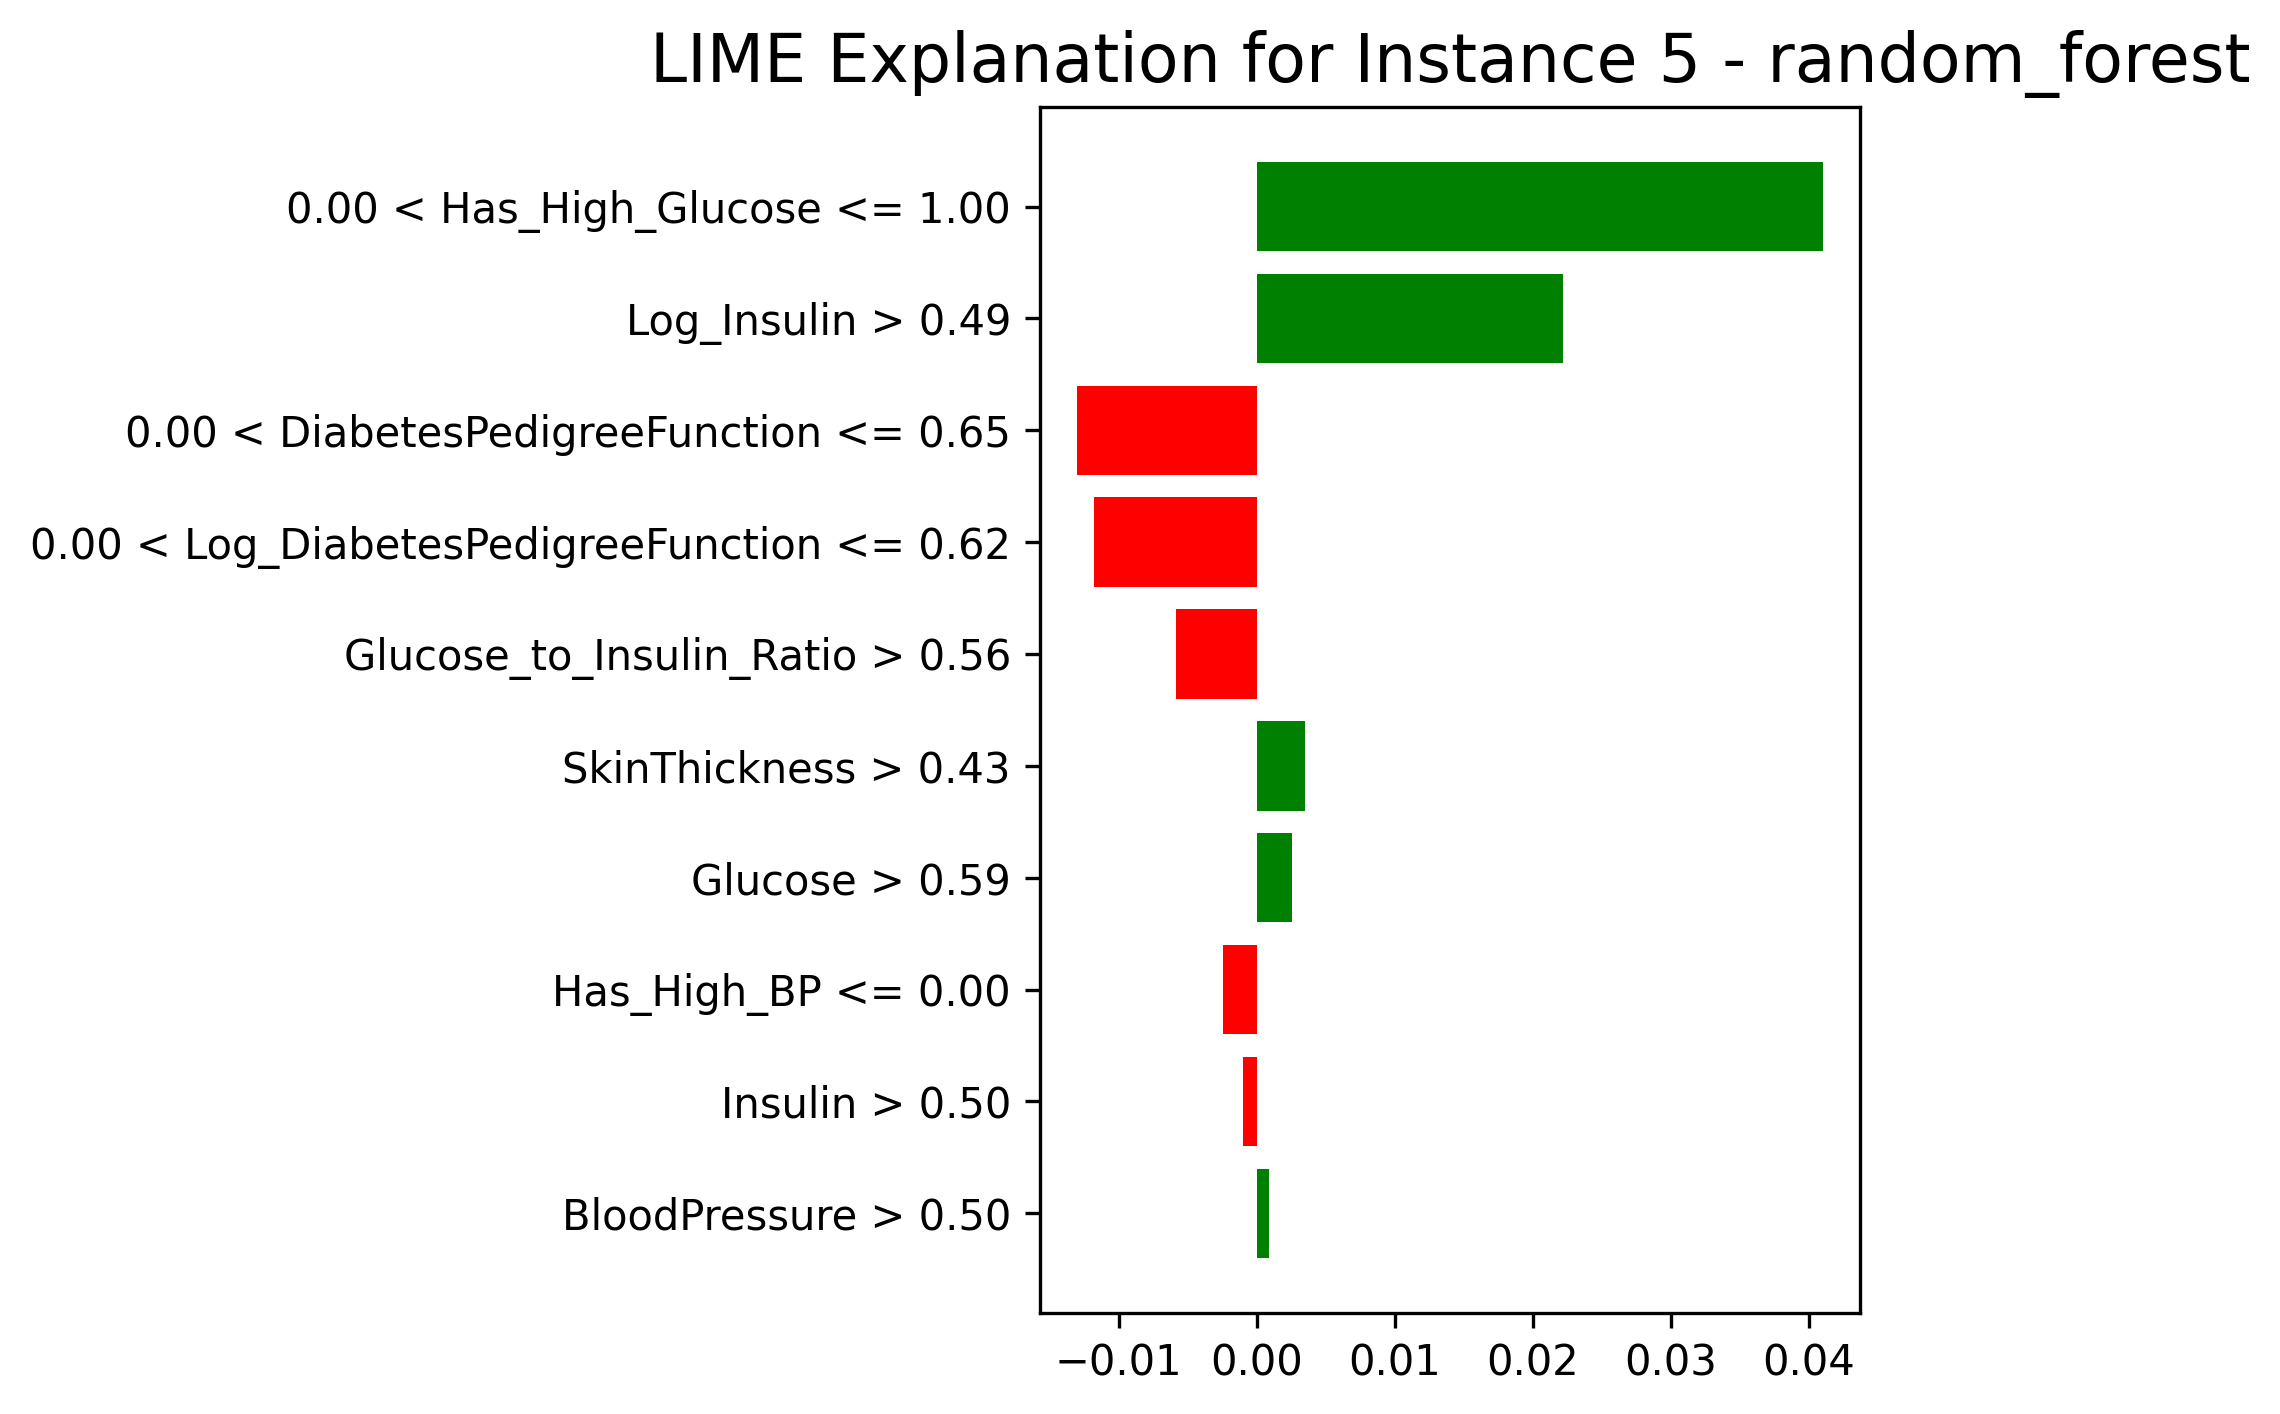 LIME Explanation for Instance 5 - random_forest
0.00 < Has_High_Glucose <= 1.00
Log_Insulin > 0.49
0.00 < DiabetesPedigreeFunction <= 0.65
0.00 < Log_DiabetesPedigreeFunction <= 0.62
Glucose_to_Insulin_Ratio > 0.56
SkinThickness > 0.43
Glucose > 0.59
Has_High_BP <= 0.00
Insulin > 0.50
BloodPressure > 0.50
−0.01 0.00 0.01 0.02 0.03 0.04